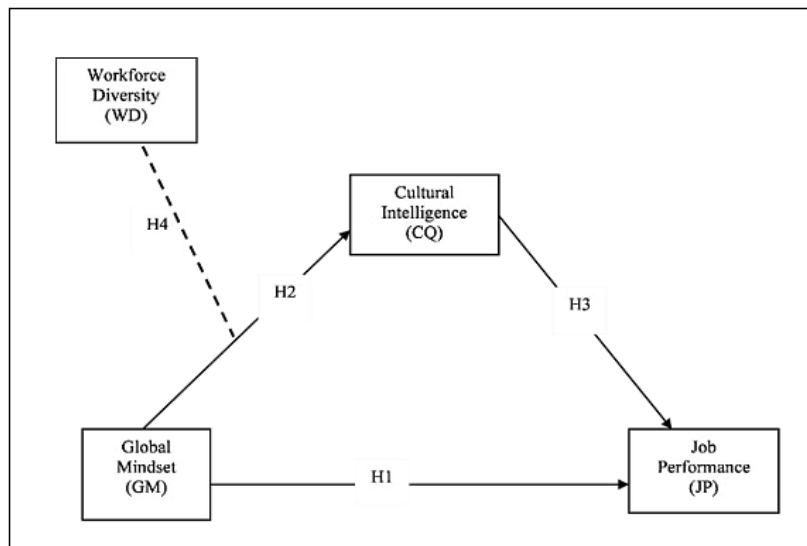 Workforce
Diversity
(WD)
Cultural
Intelligence
(CQ)
H4
H2
H3
Global
Mindset
(GM)
H1
Job
Performance
(JP)